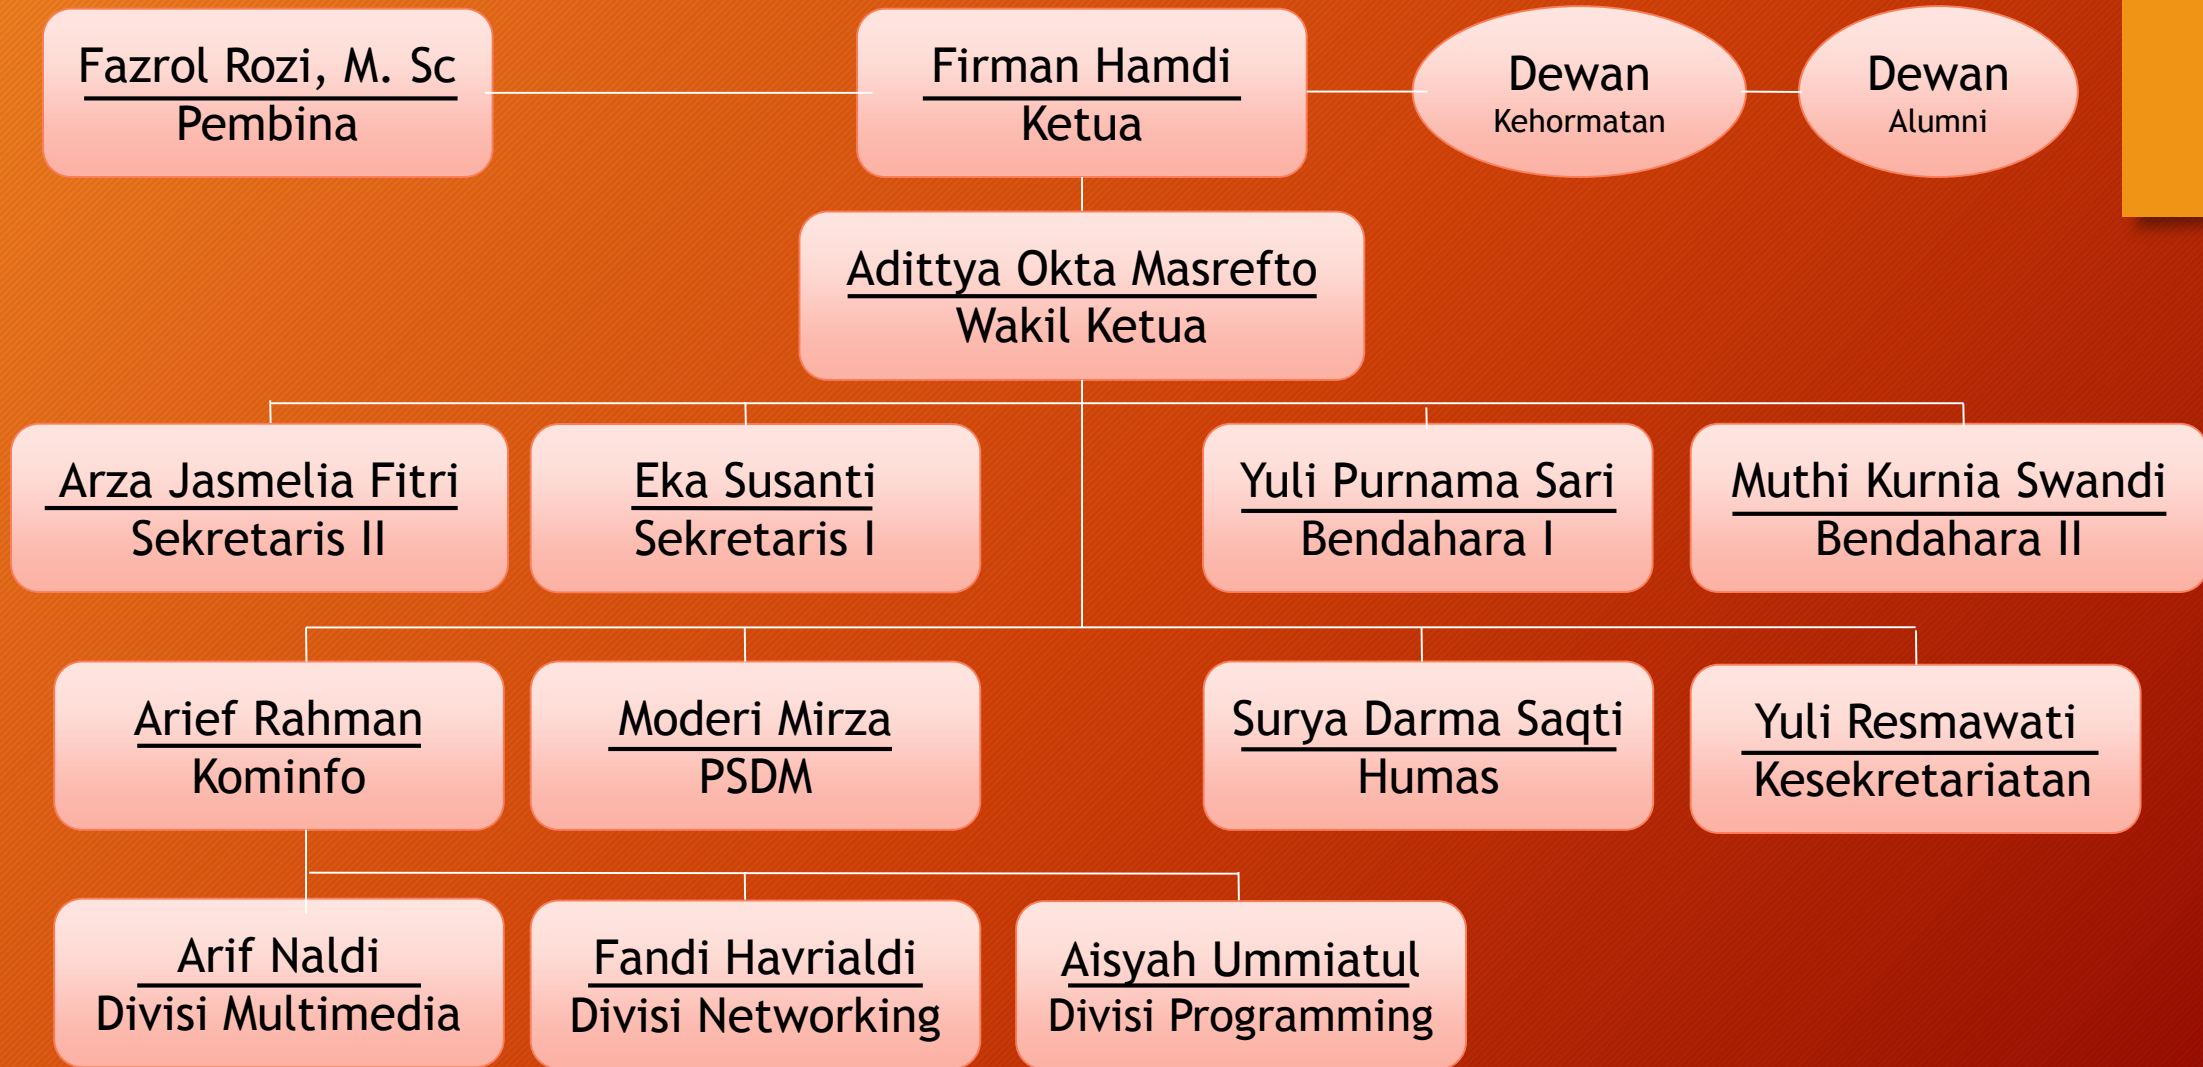 Fazrol Rozi, M. Sc
Pembina
Firman Hamdi
Ketua
Dewan
Kehormatan
Dewan
Alumni
Adittya Okta Masrefto
Wakil Ketua
Arza Jasmelia Fitri
Sekretaris II
Eka Susanti
Sekretaris I
Yuli Purnama Sari
Bendahara I
Muthi Kurnia Swandi
Bendahara II
Arief Rahman
Kominfo
Moderi Mirza
PSDM
Surya Darma Saqti
Humas
Yuli Resmawati
Kesekretariatan
Arif Naldi
Divisi Multimedia
Fandi Havrialdi
Divisi Networking
Aisyah Ummiatul
Divisi Programming